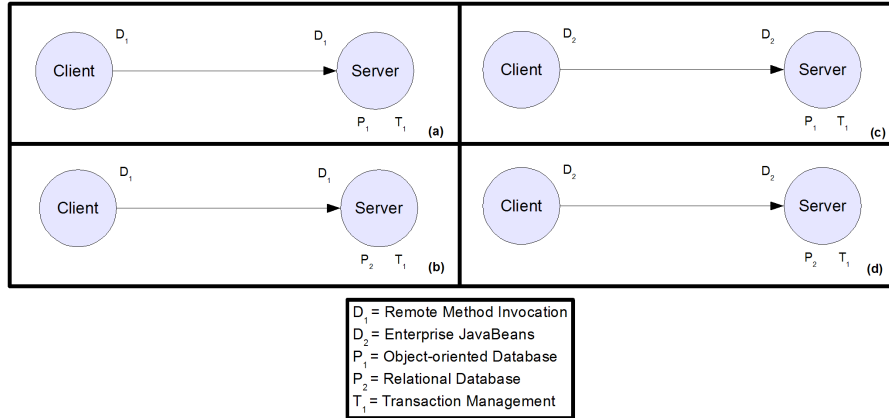 D1 D1
Client Server
P1 T1
(a)
D2 D2
Client Server
P1 T1
(c)
D1 D1
Client Server
P2 T1
(b)
D2 D2
Client Server
P2 T1
(d)
D1 = Remote Method Invocation
D2 = Enterprise JavaBeans
P1 = Object-oriented Database
P2 = Relational Database
T1 = Transaction Management